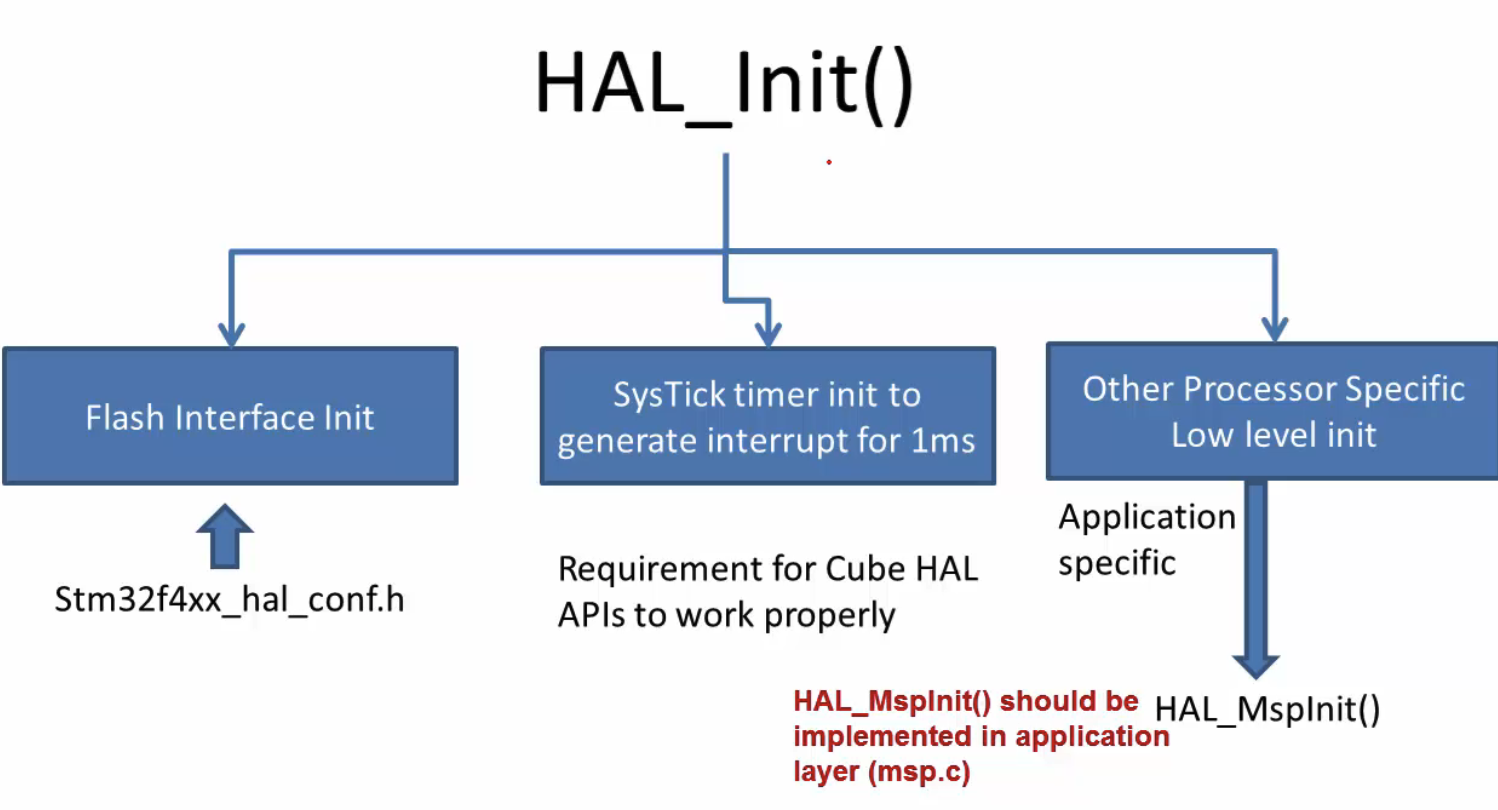 HAL_Init()
Flash Interface Init
SysTick timer init to
generate interrupt for 1ms
Other Processor Specific
Low level init
Stm32f4xx_hal_conf.h
Requirement for Cube HAL
APIs to work properly
Application
specific
HAL_MspInit() should be
implemented in application
layer (msp.c)
HAL_MspInit()